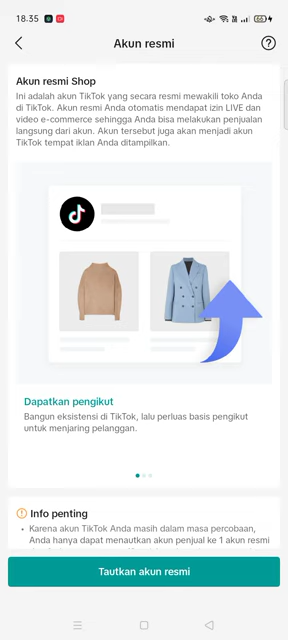 18.35
66
Akun resmi
Akun resmi Shop
Ini adalah akun TikTok yang secara resmi mewakili toko Anda
di TikTok. Akun resmi Anda otomatis mendapat izin LIVE dan
video e-commerce sehingga Anda bisa melakukan penjualan
langsung dari akun. Akun tersebut juga akan menjadi akun
TikTok tempat iklan Anda ditampilkan.
Dapatkan pengikut
Bangun eksistensi di TikTok, lalu perluas basis pengikut
untuk menjaring pelanggan.
Info penting
• Karena akun TikTok Anda masih dalam masa percobaan,
Anda hanya dapat menautkan akun penjual ke 1 akun resmi
Tautkan akun resmi